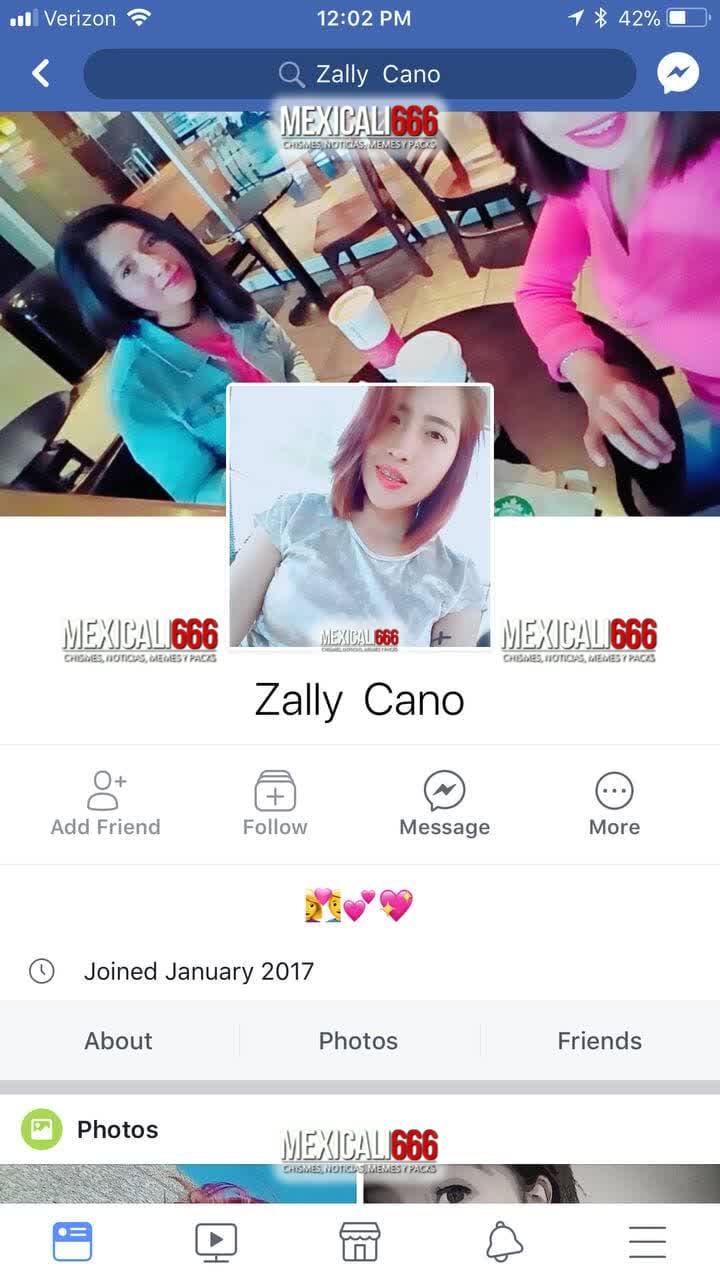 Verizon 12:02 PM 42%
Zally Cano
MEXICALI666
CHISMES, NOTICIAS, MEMES Y PACKS
MEXICALI666
CHISMES, NOTICIAS, MEMES Y PACKS
MEXICALI666
CHISMES, NOTICIAS, MEMES Y PACKS
MEXICALI666
CHISMES, NOTICIAS, MEMES Y PACKS
Zally Cano
Add Friend Follow Message More
Joined January 2017
About Photos Friends
Photos
MEXICALI666
CHISMES, NOTICIAS, MEMES Y PACKS